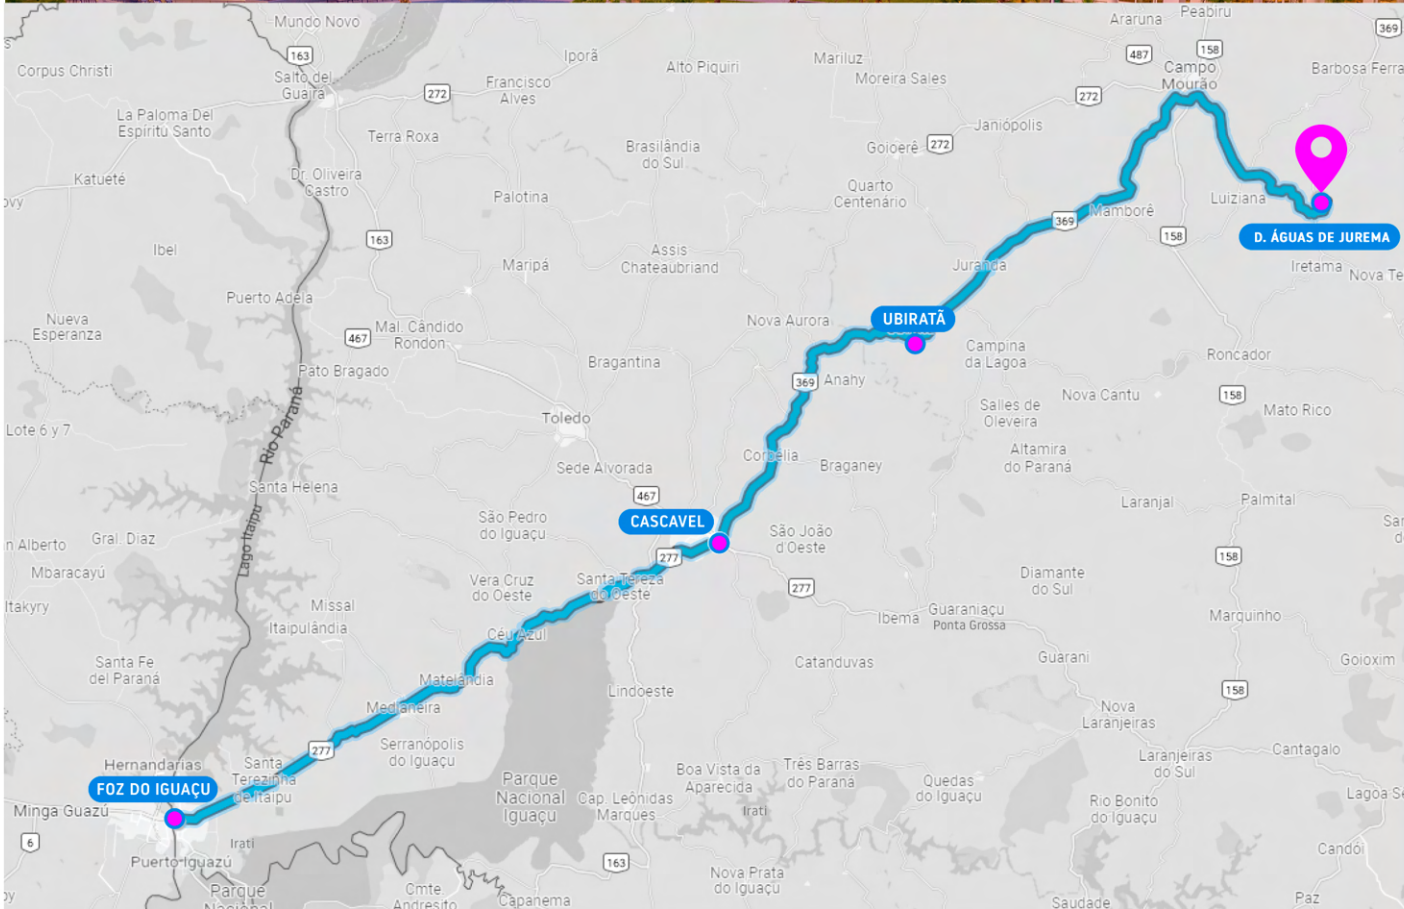 Mundo Novo
Araruna
Peabiru
369
163
Iporã
Mariluz
487
158
Corpus Christi
Salto del
Guaira
Francisco
Alves
Alto Piquiri
Moreira Sales
Campo
Mourão
Barbosa Ferra
272
272
La Paloma Del
Espíritu Santo
Terra Roxa
Janiópolis
Brasilândia
do Sul
Goioerê
272
Katueté
Dr. Oliveira
Castro
Palotina
Quarto
Centenário
Luiziana
ovy
Mamborê
369
163
158
D. ÁGUAS DE JUREMA
Ibel
Assis
Chateaubriand
Maripá
Juranda
Iretama
Nova Te
Puerto Adela
Nueva
Esperanza
Mal. Cândido
Rondon
Nova Aurora
UBIRATÃ
467
Campina
da Lagoa
Bragantina
Roncador
Pato Bragado
369
Anahy
Nova Cantu
158
Salles de
Oleveira
Mato Rico
Lote 6 y 7
Rio Paraná
Toledo
Corbélia
Altamira
do Paraná
Sede Alvorada
Braganey
Santa Helena
467
Laranjal
Palmital
São Pedro
do Iguaçu
CASCAVEL
São João
d'Oeste
n Alberto
Gral. Diaz
Lago Itaipu
277
158
Mbaracayú
Vera Cruz
do Oeste
Santa Tereza
do Oeste
277
Diamante
do Sul
Itakyry
Missal
Itaipulândia
Céu Azul
Ibema
Guaraniaçu
Ponta Grossa
Marquinho
Santa Fe
del Paraná
Matelândia
Lindoeste
Catanduvas
Guarani
Goioxim
158
Medianeira
Nova
Laranjeiras
277
Serranópolis
do Iguaçu
Hernandarias
Santa
Terezinha
de Itaipu
Laranjeiras
do Sul
Cantagalo
FOZ DO IGUAÇU
Parque
Nacional
Iguaçu
Boa Vista da
Aparecida
Três Barras
do Paraná
Quedas
do Iguaçu
Minga Guazú
Cap. Leônidas
Marques
Irati
Rio Bonito
do Iguaçu
Lagoa Se
6
Irati
Puerto Iguazú
163
Candói
Parque
Nacional
Cmte.
Andresito
Capanema
Nova Prata
do Iguaçu
Saudade
Paz